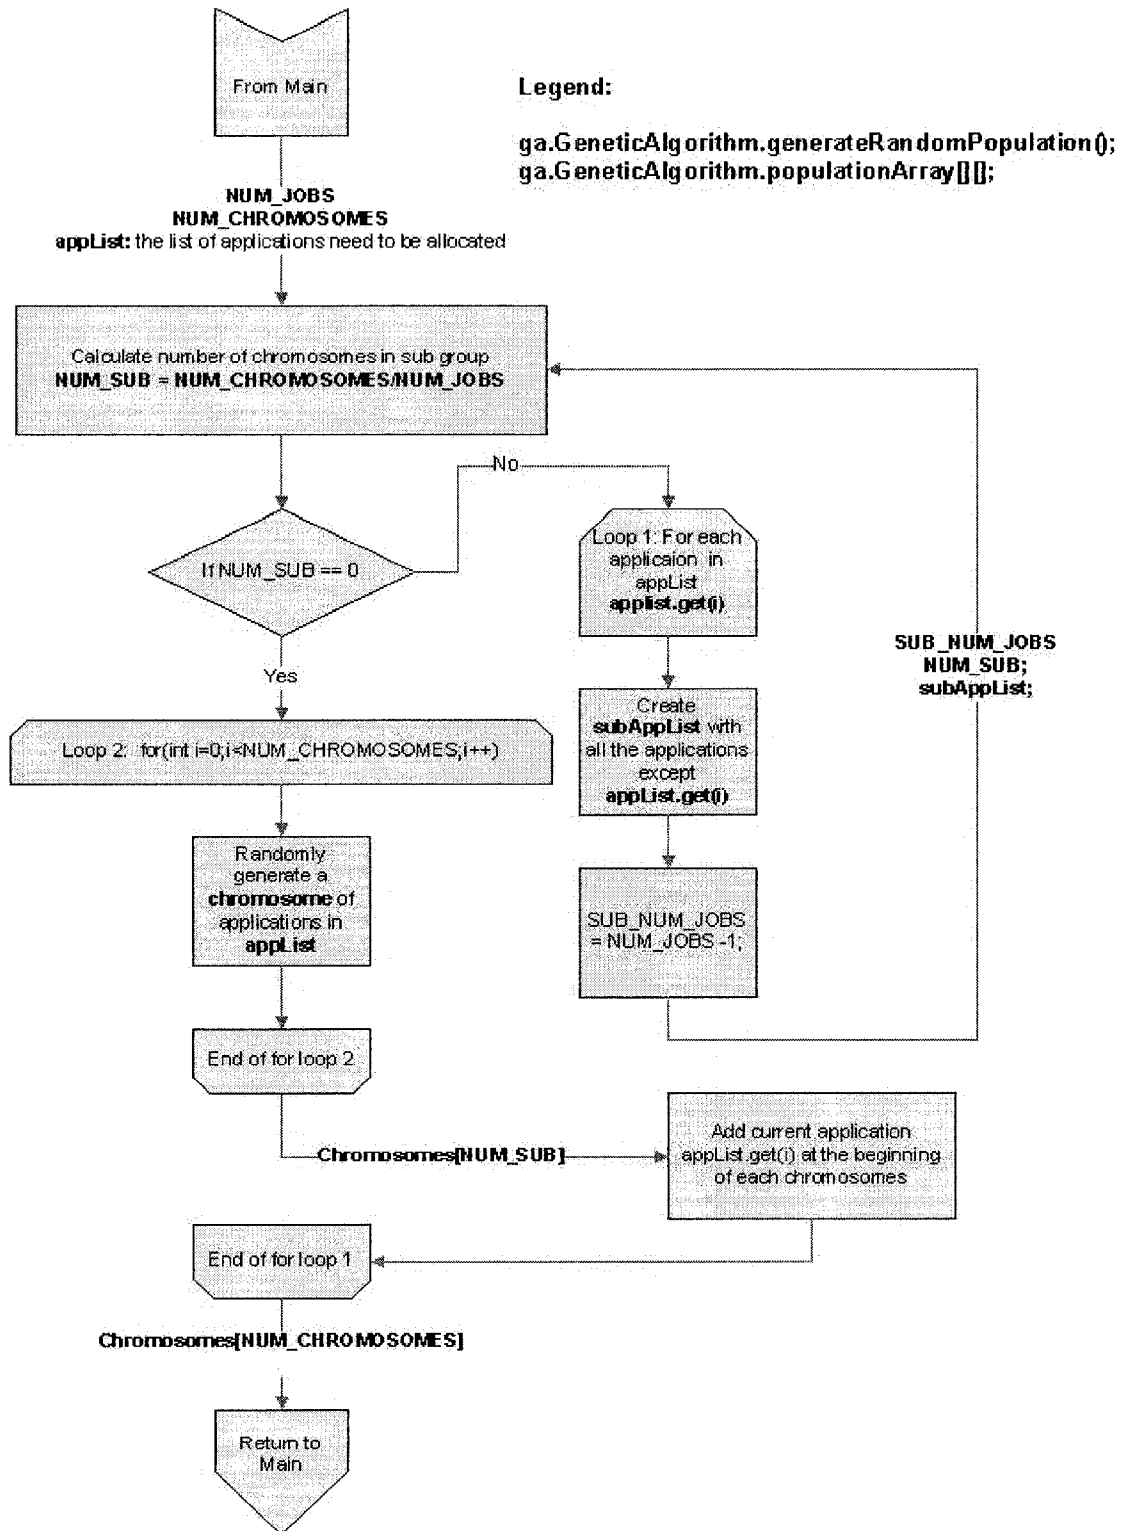 From Main
Legend:
ga.GeneticAlgorithm.generateRandomPopulation();
ga.GeneticAlgorithm.populationArray[][];
NUM_JOBS
NUM_CHROMOSOMES
appList: the list of applications need to be allocated
Calculate number of chromosomes in sub group
NUM_SUB = NUM_CHROMOSOMES/NUM_JOBS
No
If NUM_SUB == 0
Yes
Loop 1: For each
applicaion in
appList
applist.get(i)
Create
subAppList with
all the applications
except
appList.get(i)
SUB_NUM_JOBS
= NUM_JOBS -1;
SUB_NUM_JOBS
NUM_SUB;
subAppList;
Loop 2: for(int i=0;i<NUM_CHROMOSOMES;i++)
Randomly
generate a
chromosome of
applications in
appList
End of for loop 2
Chromosomes[NUM_SUB]
Add current application
appList.get(i) at the beginning
of each chromosomes
End of for loop 1
Chromosomes[NUM_CHROMOSOMES]
Return to
Main